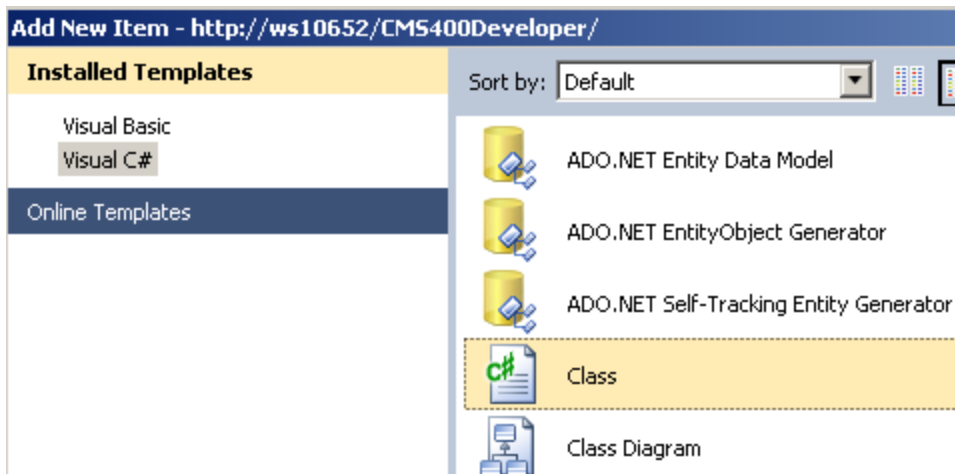 Add New Item - http://ws10652/CMS400Developer/
Installed Templates
Visual Basic
Visual C#
Online Templates
Sort by: Default
ADO.NET Entity Data Model
ADO.NET EntityObject Generator
ADO.NET Self-Tracking Entity Generator
C# Class
Class Diagram